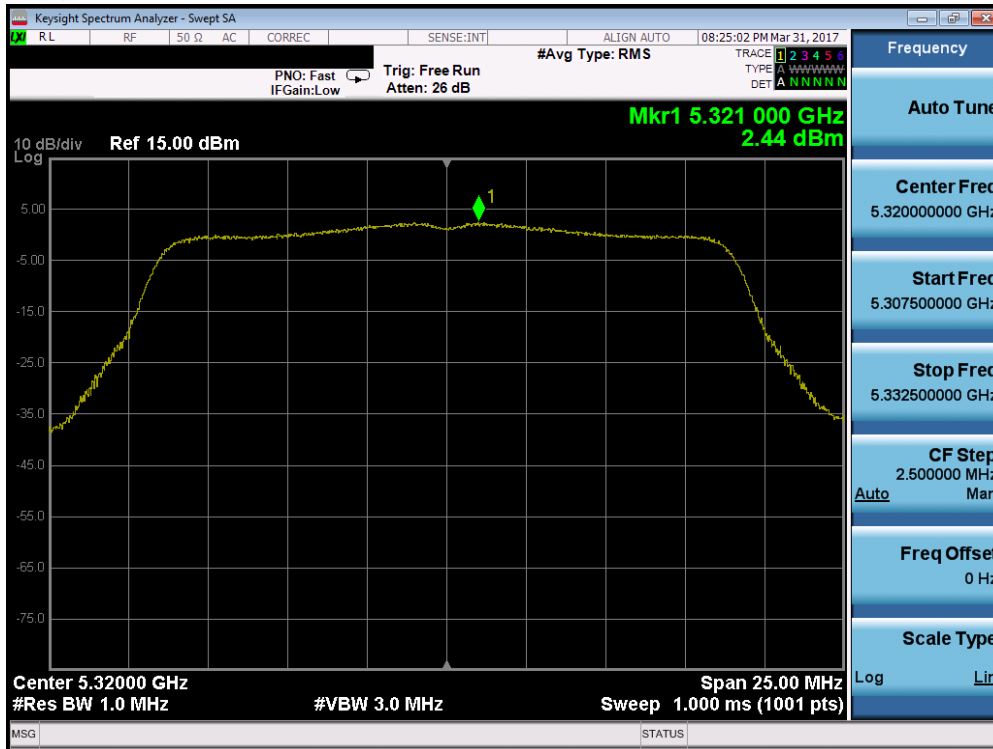 Keysight Spectrum Analyzer - Swept SA
LXI RL RF 50 Ω AC CORREC SENSE:INT ALIGN AUTO 08:25:02 PM Mar 31, 2017
PNO: Fast
IFGain:Low
Trig: Free Run
Atten: 26 dB
#Avg Type: RMS
TRACE 1 2 3 4 5 6
TYPE A WWWWW
DET A N N N N N
Mkr1 5.321 000 GHz
2.44 dBm
10 dB/div
Log
Ref 15.00 dBm
1
5.00
-5.00
-15.0
-25.0
-35.0
-45.0
-55.0
-65.0
-75.0
Center 5.32000 GHz
#Res BW 1.0 MHz
#VBW 3.0 MHz
Span 25.00 MHz
Sweep 1.000 ms (1001 pts)
MSG
STATUS
Frequency
Auto Tune
Center Freq
5.320000000 GHz
Start Freq
5.307500000 GHz
Stop Freq
5.332500000 GHz
CF Step
2.500000 MHz
Auto Man
Freq Offset
0 Hz
Scale Type
Log Lin